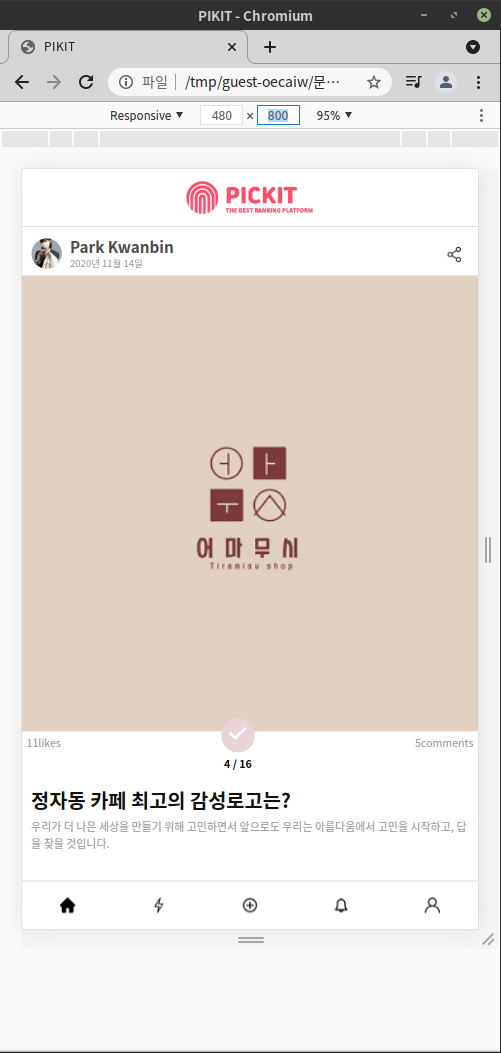 PIKIT - Chromium
PIKIT
파일
/tmp/guest-oecaiw/문…
Responsive
480
×
800
95%
PICKIT
THE BEST RANKING PLATFORM
Park Kwanbin
2020년 11월 14일
어 마 무 시
Tiramisu shop
11likes
5comments
4 / 16
정자동 카페 최고의 감성로고는?
우리가 더 나은 세상을 만들기 위해 고민하면서 앞으로도 우리는 아름다움에서 고민을 시작하고, 답
을 찾을 것입니다.